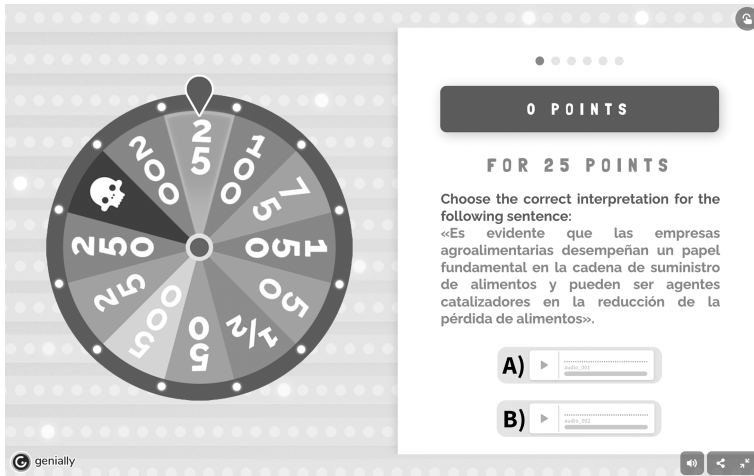 0 POINTS
FOR 25 POINTS
Choose the correct interpretation for the
following sentence:
«Es evidente que las empresas
agroalimentarias desempeñan un papel
fundamental en la cadena de suministro
de alimentos y pueden ser agentes
catalizadores en la reducción de la
pérdida de alimentos».
A)
audio_001
B)
audio_002
25
100
75
150
50
1/2
50
500
25
250
200
genially